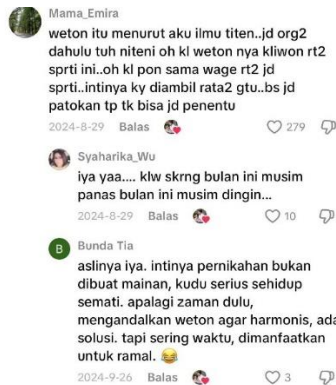 Mama_Emira
weton itu menurut aku ilmu titen..jd org2
dahulu tuh niteni oh kl weton nya kliwon rt2
sprti ini..oh kl pon sama wage rt2 jd
sprti..intinya ky diambil rata2 gtu..bs jd
patokan tp tk bisa jd penentu
2024-8-29 Balas 279
Syaharika_Wu
iya yaa.... klw skrng bulan ini musim
panas bulan ini musim dingin...
2024-8-29 Balas 10
B Bunda Tia
aslinya iya. intinya pernikahan bukan
dibuat mainan, kudu serius sehidup
semati. apalagi zaman dulu,
mengandalkan weton agar harmonis, ada
solusi. tapi sering waktu, dimanfaatkan
untuk ramal. 😂
2024-9-26 Balas 3